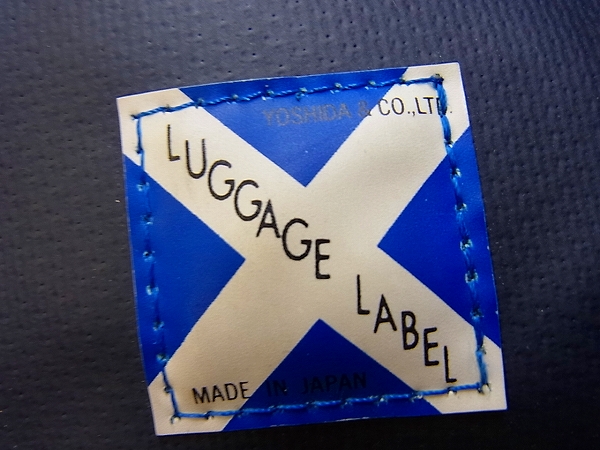 YOSHIDA & CO.,LTD.
LUGGAGE LABEL
MADE IN JAPAN